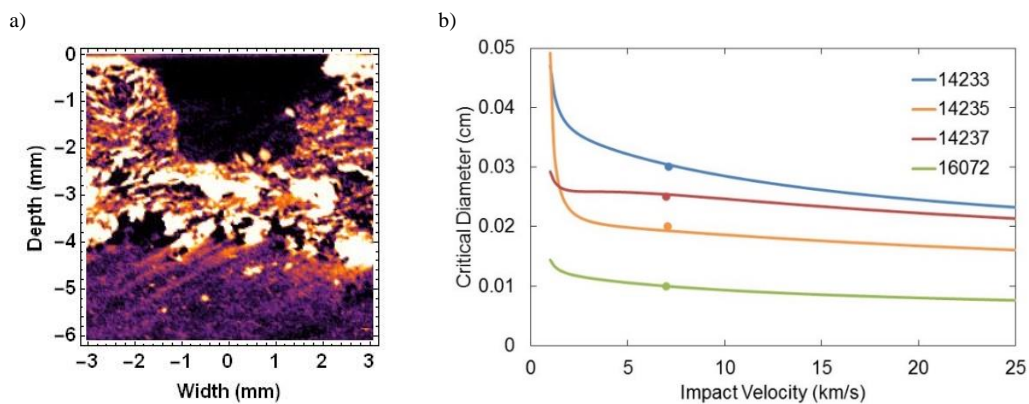 a)
b)
0
−1
−2
−3
−4
−5
−6
Depth (mm)
−3 −2 −1 0 1 2 3
Width (mm)
0.05
0.04
0.03
0.02
0.01
0
Critical Diameter (cm)
14233
14235
14237
16072
0 5 10 15 20 25
Impact Velocity (km/s)